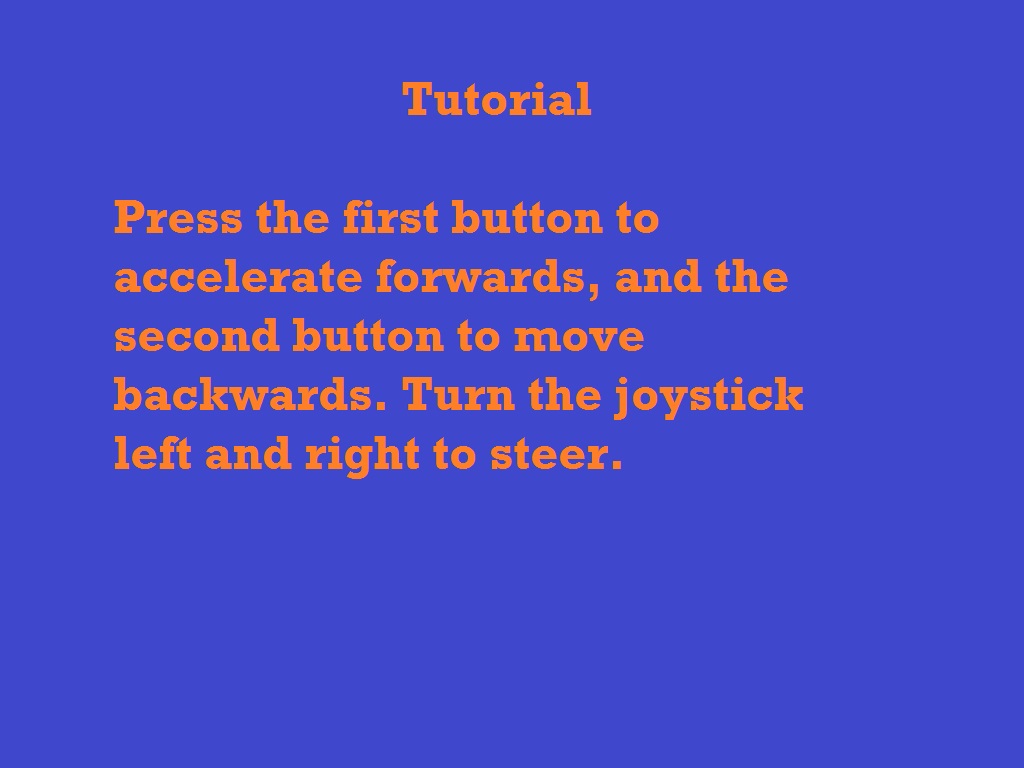 Tutorial
Press the first button to
accelerate forwards, and the
second button to move
backwards. Turn the joystick
left and right to steer.